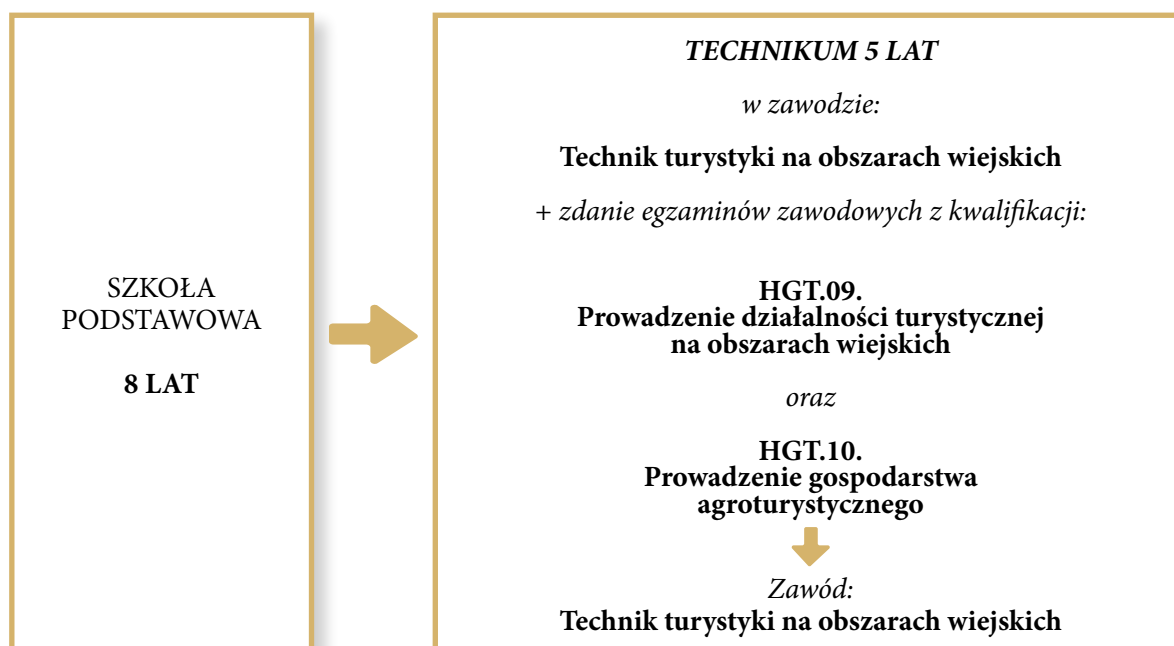 SZKOŁA
PODSTAWOWA
8 LAT
TECHNIKUM 5 LAT
w zawodzie:
Technik turystyki na obszarach wiejskich
+ zdanie egzaminów zawodowych z kwalifikacji:
HGT.09.
Prowadzenie działalności turystycznej
na obszarach wiejskich
oraz
HGT.10.
Prowadzenie gospodarstwa
agroturystycznego
Zawód:
Technik turystyki na obszarach wiejskich